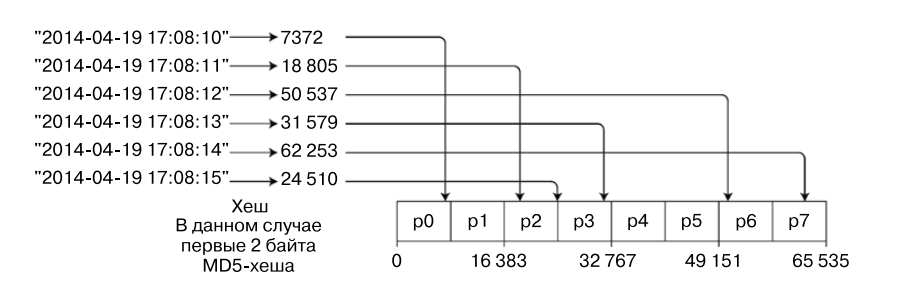 "2014-04-19 17:08:10" 7372
"2014-04-19 17:08:11" 18 805
"2014-04-19 17:08:12" 50 537
"2014-04-19 17:08:13" 31 579
"2014-04-19 17:08:14" 62 253
"2014-04-19 17:08:15" 24 510
Хеш
В данном случае
первые 2 байта
MD5-хеша
p0 p1 p2 p3 p4 p5 p6 p7
0 16 383 32 767 49 151 65 535